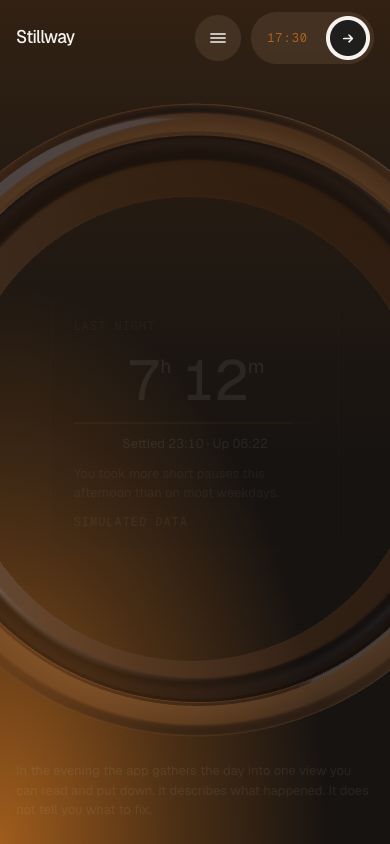 Stillway
17:30
LAST NIGHT
7h 12m
Settled 23:10 · Up 06:22
You took more short pauses this
afternoon than on most weekdays.
SIMULATED DATA
In the evening the app gathers the day into one view you
can read and put down. It describes what happened. It does
not tell you what to fix.